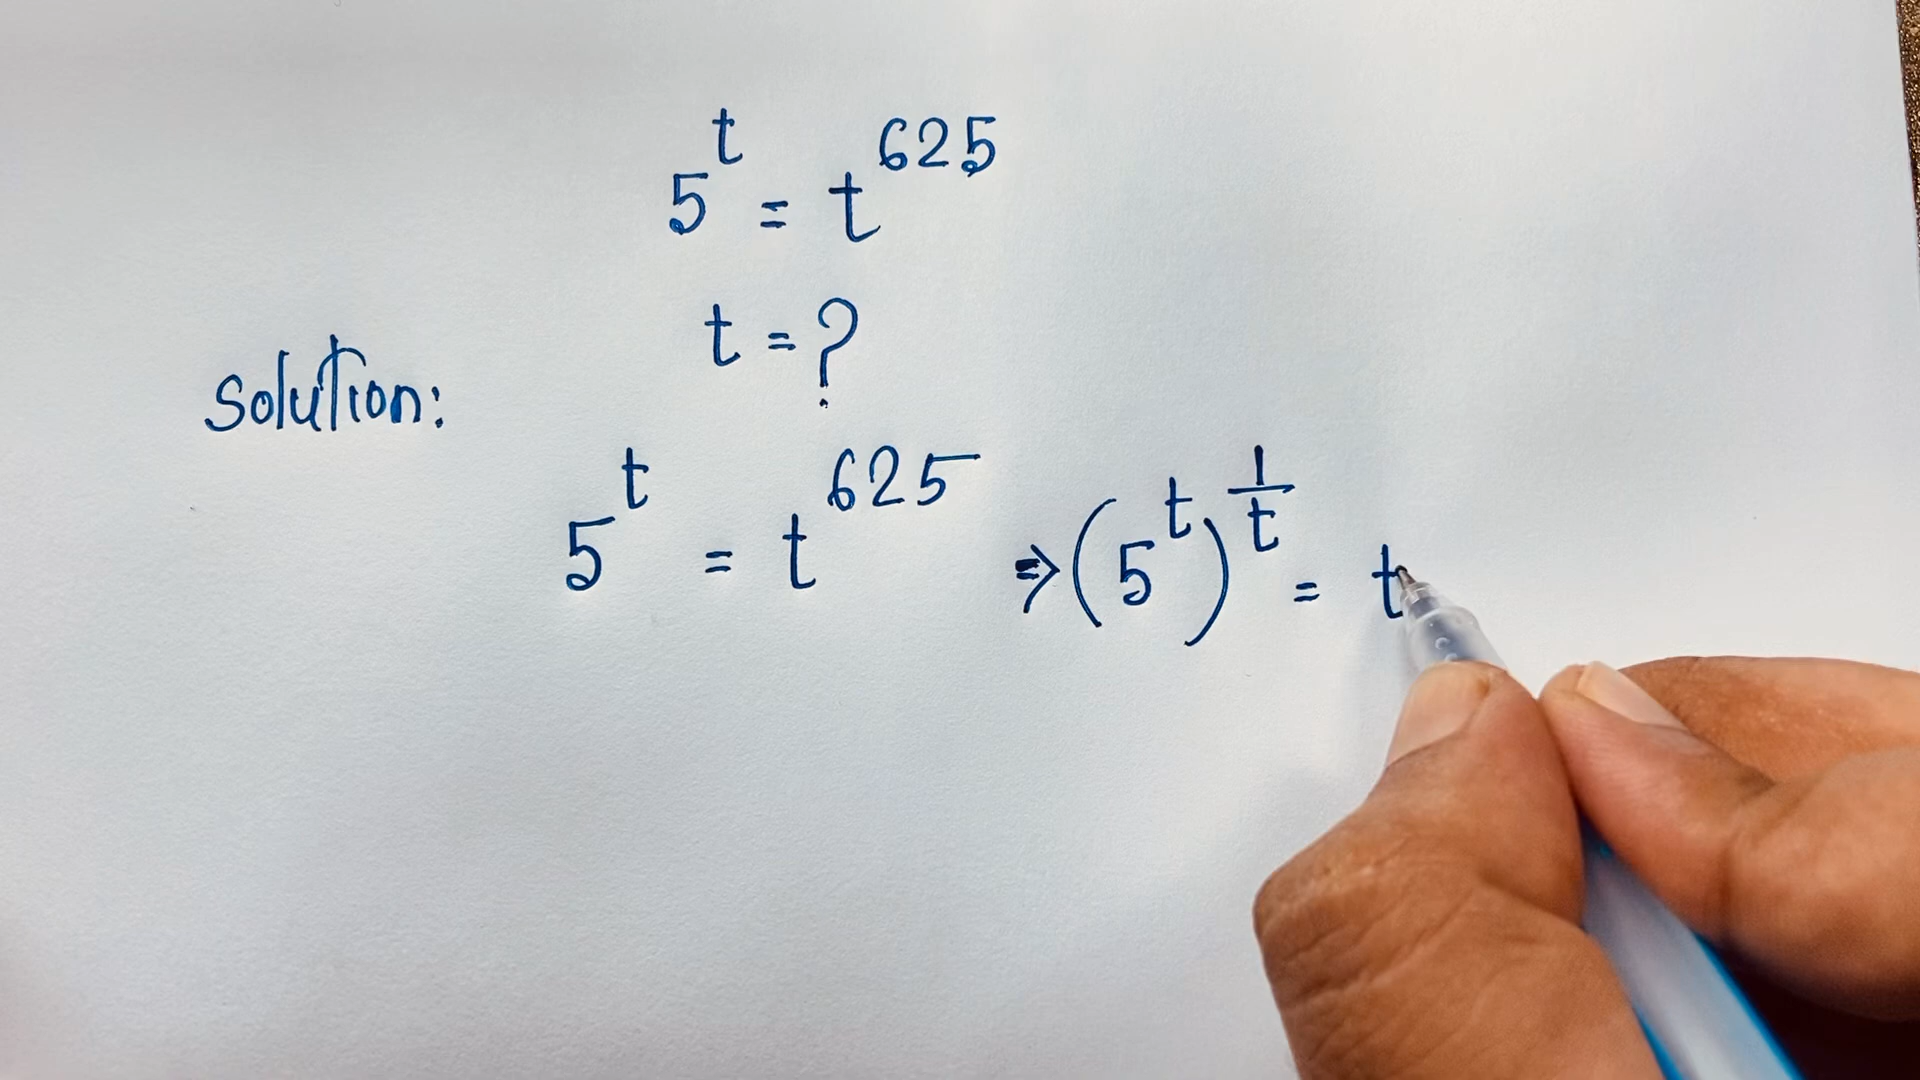 5^t = t^625
t = ?
Solution:
5^t = t^625 ⇒ (5^t)^(1/t) = t